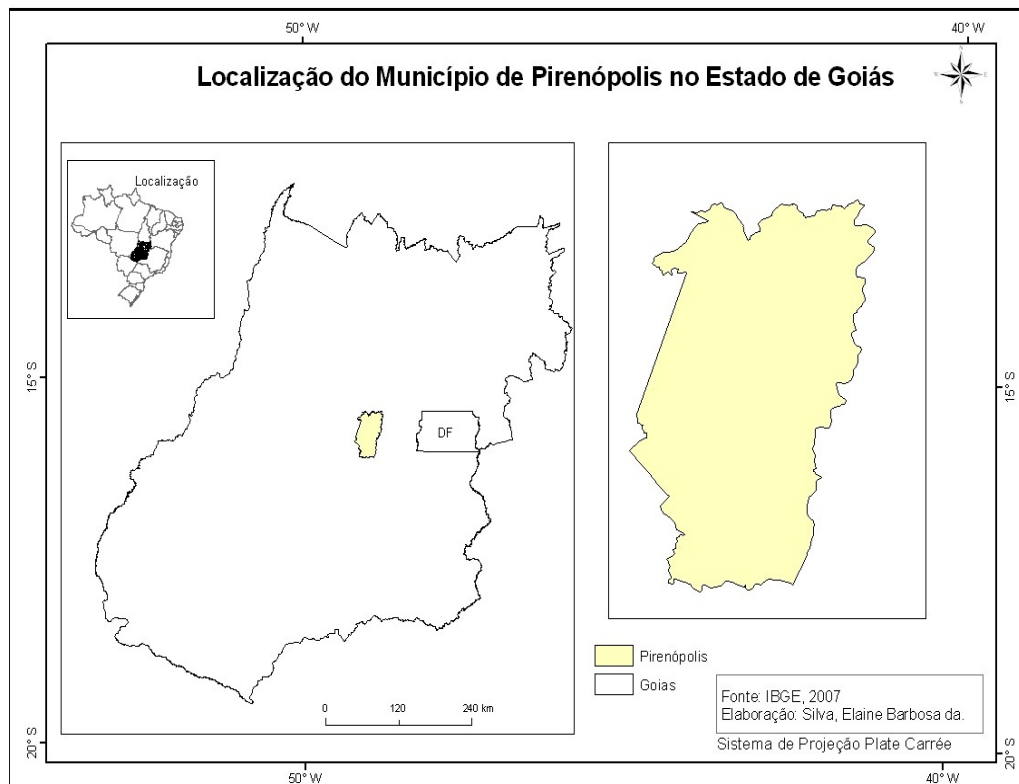 50° W
40° W
Localização do Município de Pirenópolis no Estado de Goiás
N
W
E
S
Localização
15° S
15° S
DF
Pirenópolis
Goias
0 120 240 km
Fonte: IBGE, 2007
Elaboração: Silva, Elaine Barbosa da.
Sistema de Projeção Plate Carrée
20° S
20° S
50° W
40° W